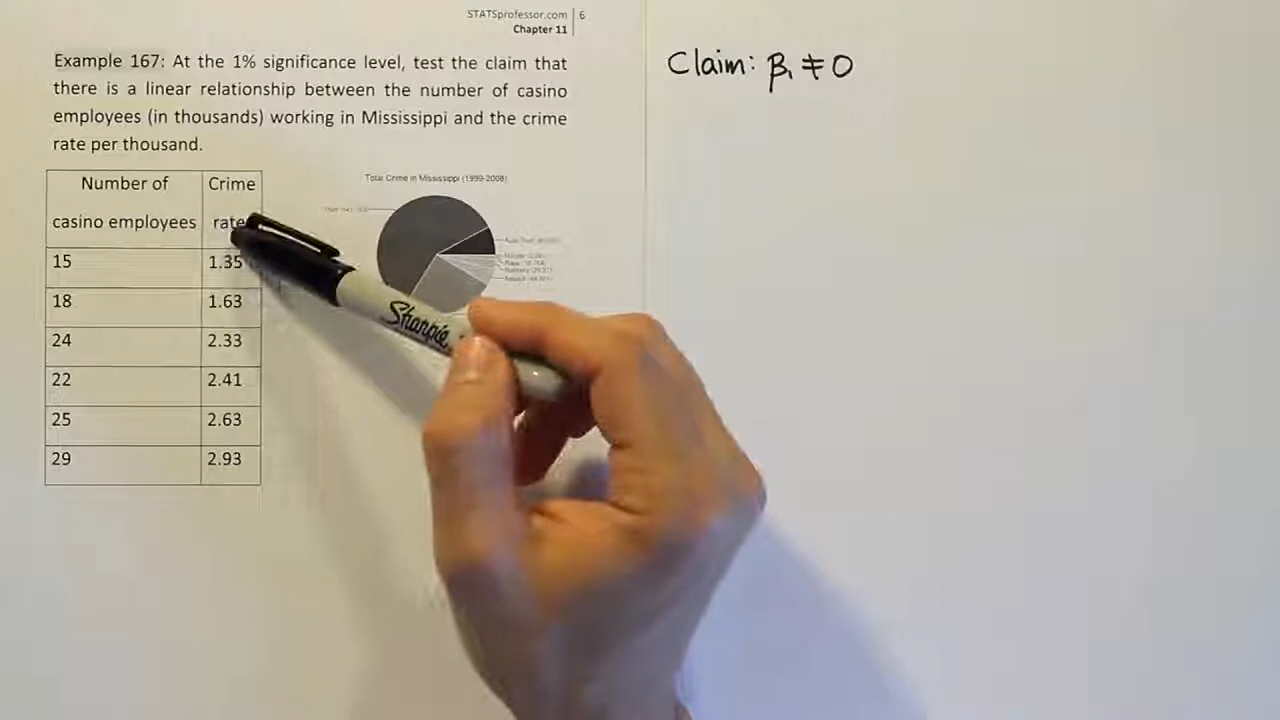 STATSprofessor.com | 6
Chapter 11
Example 167: At the 1% significance level, test the claim that
there is a linear relationship between the number of casino
employees (in thousands) working in Mississippi and the crime
rate per thousand.
Number of casino employees Crime rate
15 1.35
18 1.63
24 2.33
22 2.41
25 2.63
29 2.93
Total Crime in Mississippi (1999-2008)
Claim: β₁ ≠ 0
Sharpie